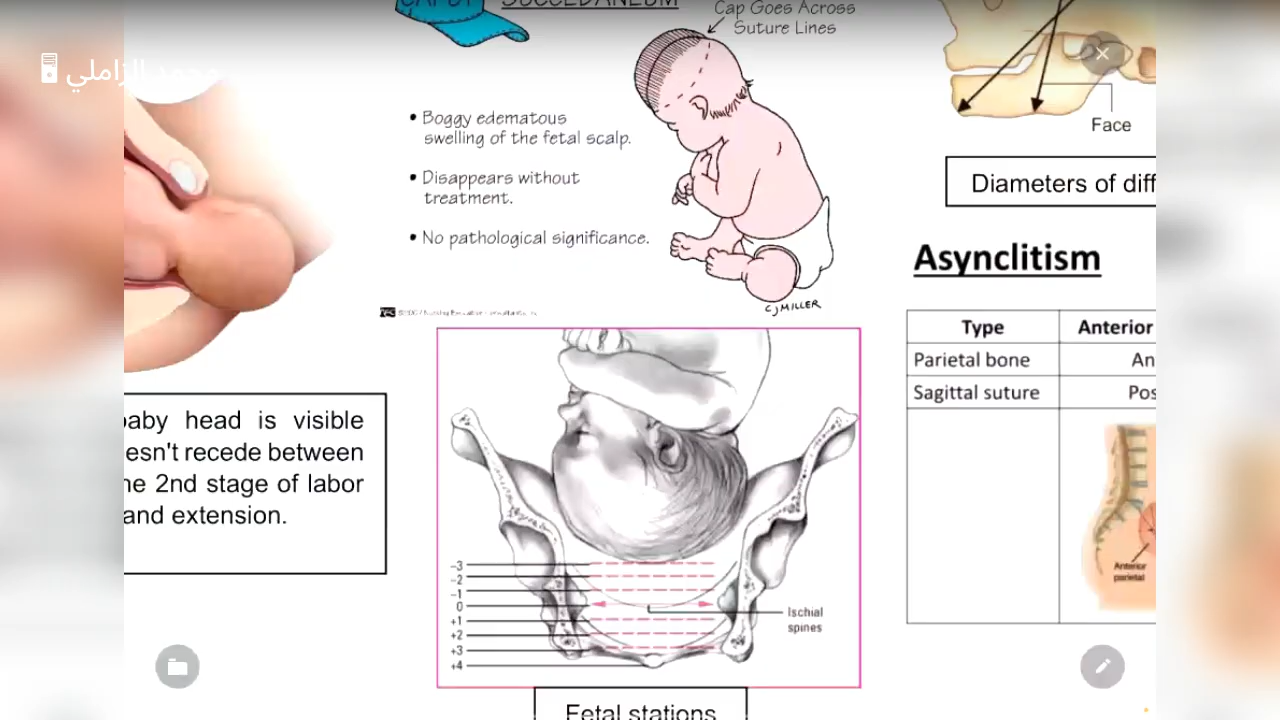 CAPUT SUCCEDANEUM
Cap Goes Across
Suture Lines
محمد الزاملي
• Boggy edematous
swelling of the fetal scalp.
• Disappears without
treatment.
• No pathological significance.
CJMILLER
Face
Diameters of diff
Asynclitism
Type Anterior
Parietal bone An
Sagittal suture Pos
Anterior
parietal
baby head is visible
esn't recede between
he 2nd stage of labor
and extension.
-3
-2
-1
0
+1
+2
+3
+4
Ischial
spines
Fetal stations